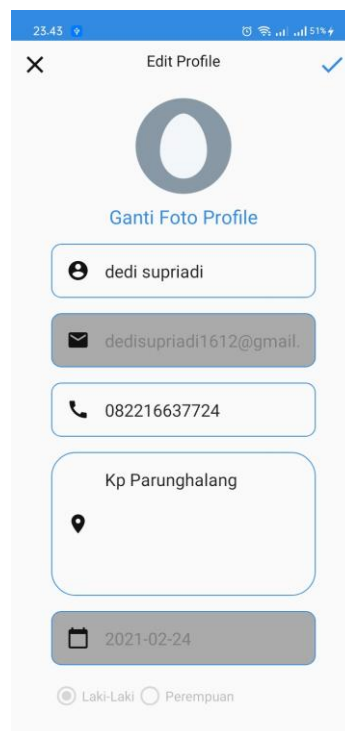 23.43
51%
Edit Profile
Ganti Foto Profile
dedi supriadi
dedisupriadi1612@gmail.
082216637724
Kp Parunghalang
2021-02-24
Laki-Laki Perempuan